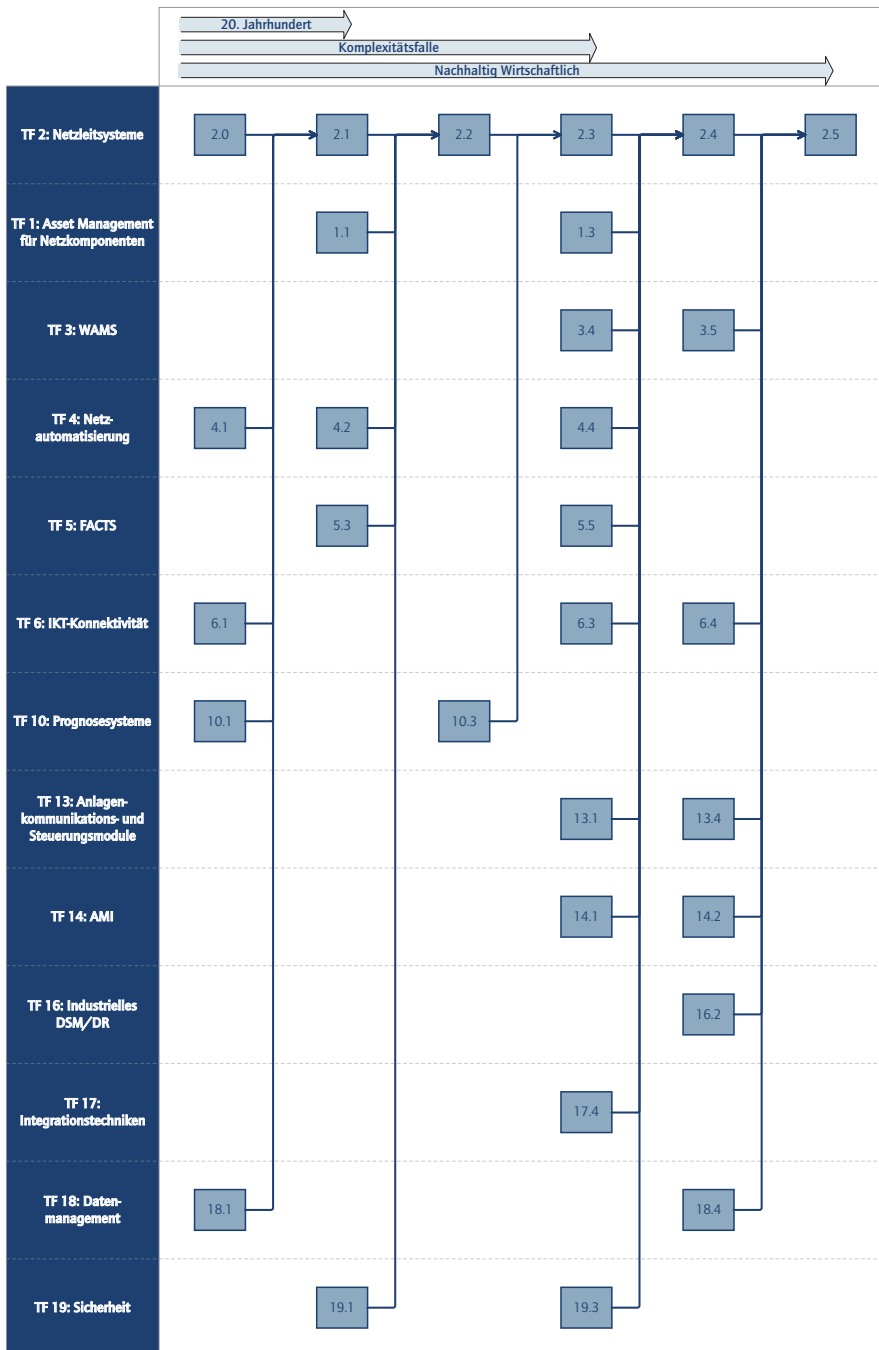 20. Jahrhundert
Komplexitätsfalle
Nachhaltig Wirtschaftlich
TF 2: Netzleitsysteme
2.0
2.1
2.2
2.3
2.4
2.5
TF 1: Asset Management
für Netzkomponenten
1.1
1.3
TF 3: WAMS
3.4
3.5
TF 4: Netz-
automatisierung
4.1
4.2
4.4
TF 5: FACTS
5.3
5.5
TF 6: IKT-Konnektivität
6.1
6.3
6.4
TF 10: Prognosesysteme
10.1
10.3
TF 13: Anlagen-
kommunikations- und
Steuerungsmodule
13.1
13.4
TF 14: AMI
14.1
14.2
TF 16: Industrielles
DSM/DR
16.2
TF 17:
Integrationstechniken
17.4
TF 18: Daten-
management
18.1
18.4
TF 19: Sicherheit
19.1
19.3